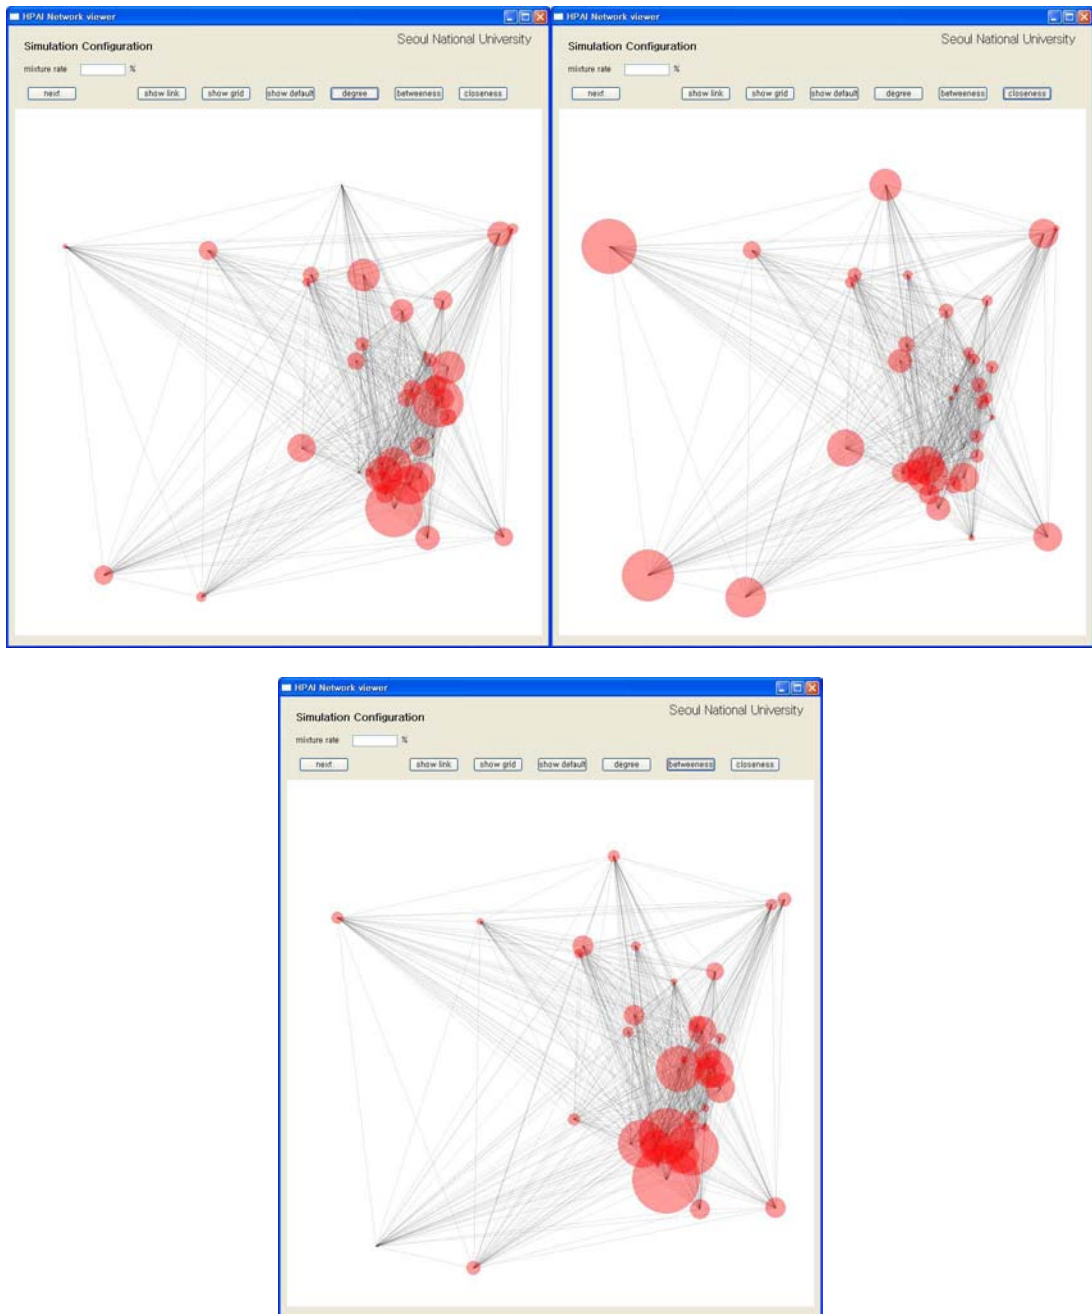 HPAI Network viewer
Seoul National University
Simulation Configuration
mixture rate %
next show link show grid show default degree betweeness closeness
HPAI Network viewer
Seoul National University
Simulation Configuration
mixture rate %
next show link show grid show default degree betweeness closeness
HPAI Network viewer
Seoul National University
Simulation Configuration
mixture rate %
next show link show grid show default degree betweeness closeness